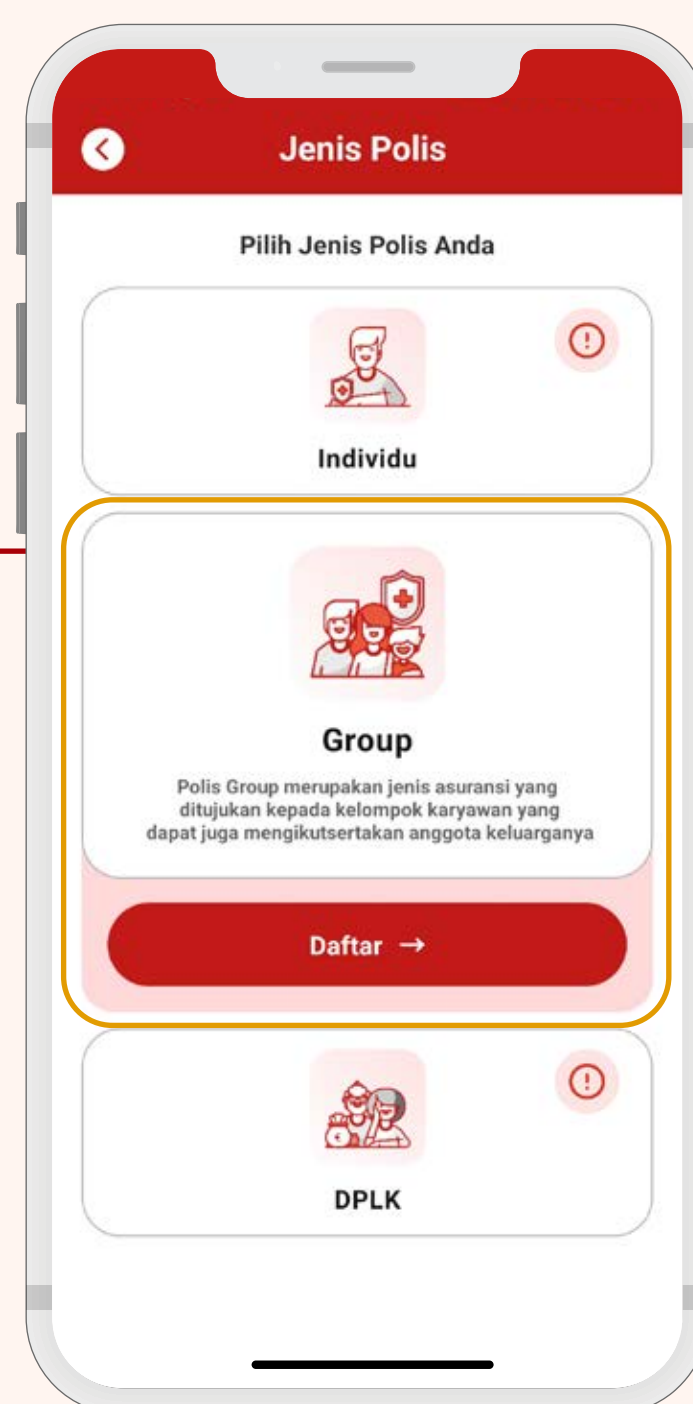 Jenis Polis
Pilih Jenis Polis Anda
Individu
Group
Polis Group merupakan jenis asuransi yang
ditujukan kepada kelompok karyawan yang
dapat juga mengikutsertakan anggota keluarganya
Daftar →
DPLK